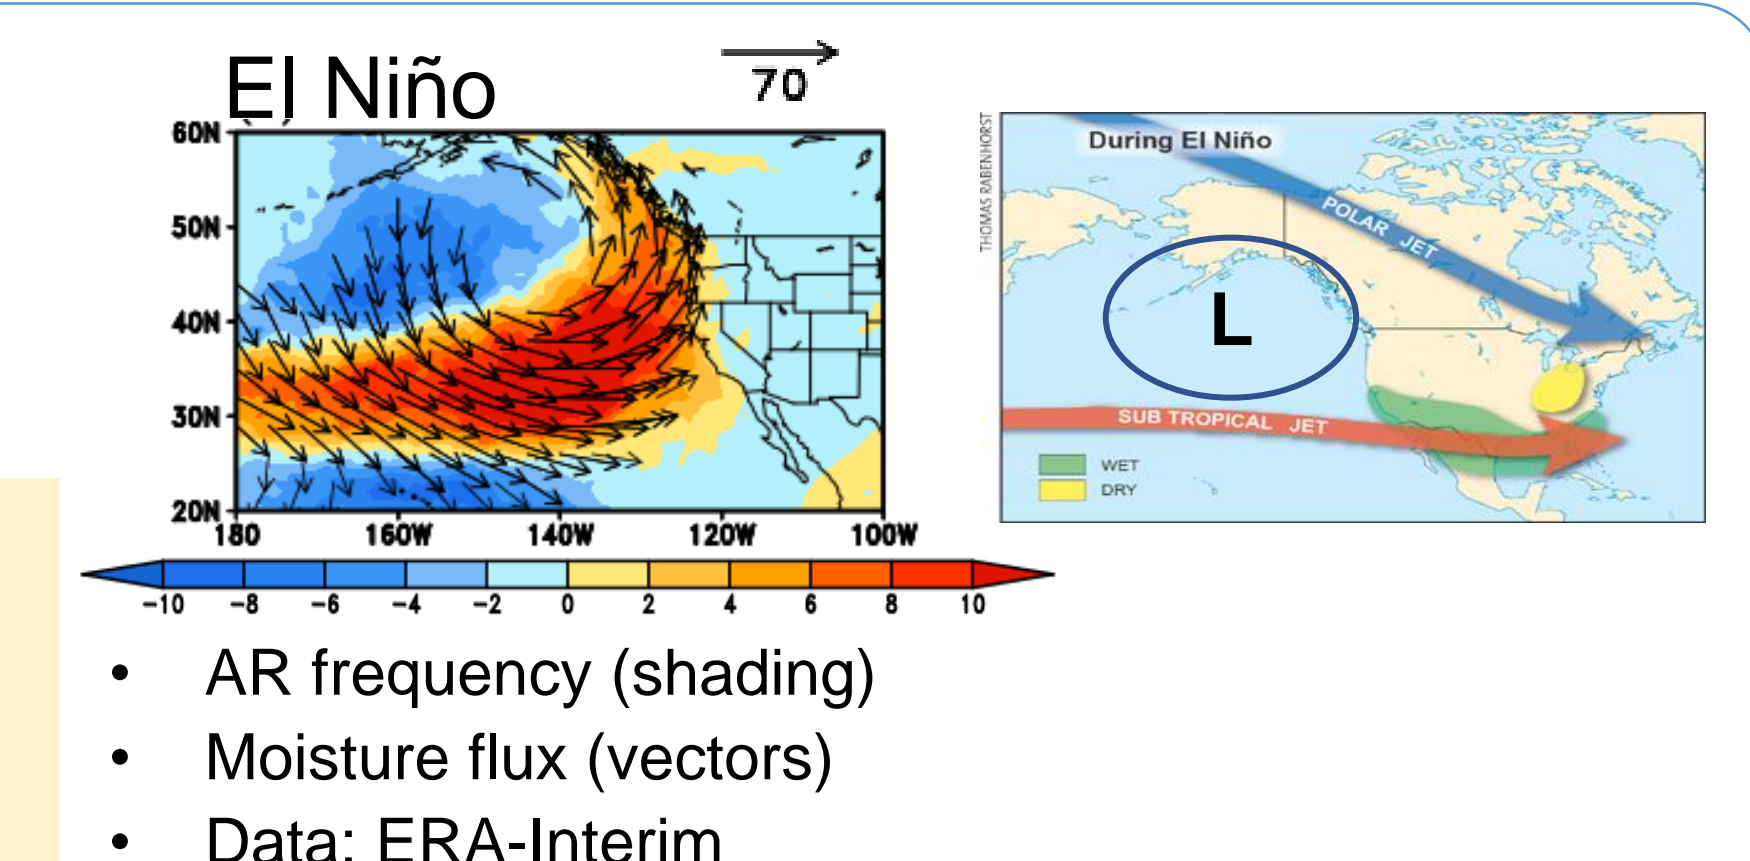 El Niño
70
60N
50N
40N
30N
20N
180 160W 140W 120W 100W
−10 −8 −6 −4 −2 0 2 4 6 8 10
THOMAS RABENHORST
During El Niño
POLAR JET
L
SUB TROPICAL JET
WET
DRY
• AR frequency (shading)
• Moisture flux (vectors)
• Data: ERA-Interim